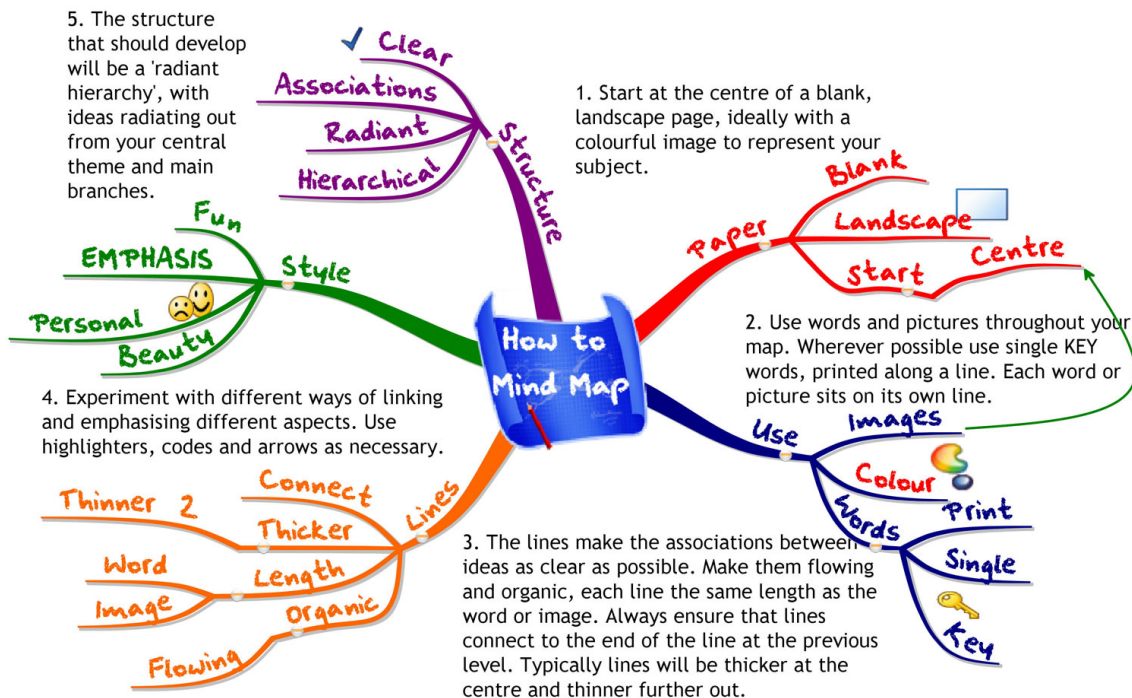 5. The structure
that should develop
will be a 'radiant
hierarchy', with
ideas radiating out
from your central
theme and main
branches.
Clear
Associations
Radiant
Hierarchical
Structure
1. Start at the centre of a blank,
landscape page, ideally with a
colourful image to represent your
subject.
Paper
Blank
Landscape
Start
Centre
Fun
EMPHASIS
Personal
Beauty
Style
How to
Mind Map
2. Use words and pictures throughout your
map. Wherever possible use single KEY
words, printed along a line. Each word or
picture sits on its own line.
Use
Images
Colour
Words
Print
Single
Key
4. Experiment with different ways of linking
and emphasising different aspects. Use
highlighters, codes and arrows as necessary.
Lines
Connect
Thicker
Thinner 2
Length
Word
Image
Organic
Flowing
3. The lines make the associations between
ideas as clear as possible. Make them flowing
and organic, each line the same length as the
word or image. Always ensure that lines
connect to the end of the line at the previous
level. Typically lines will be thicker at the
centre and thinner further out.